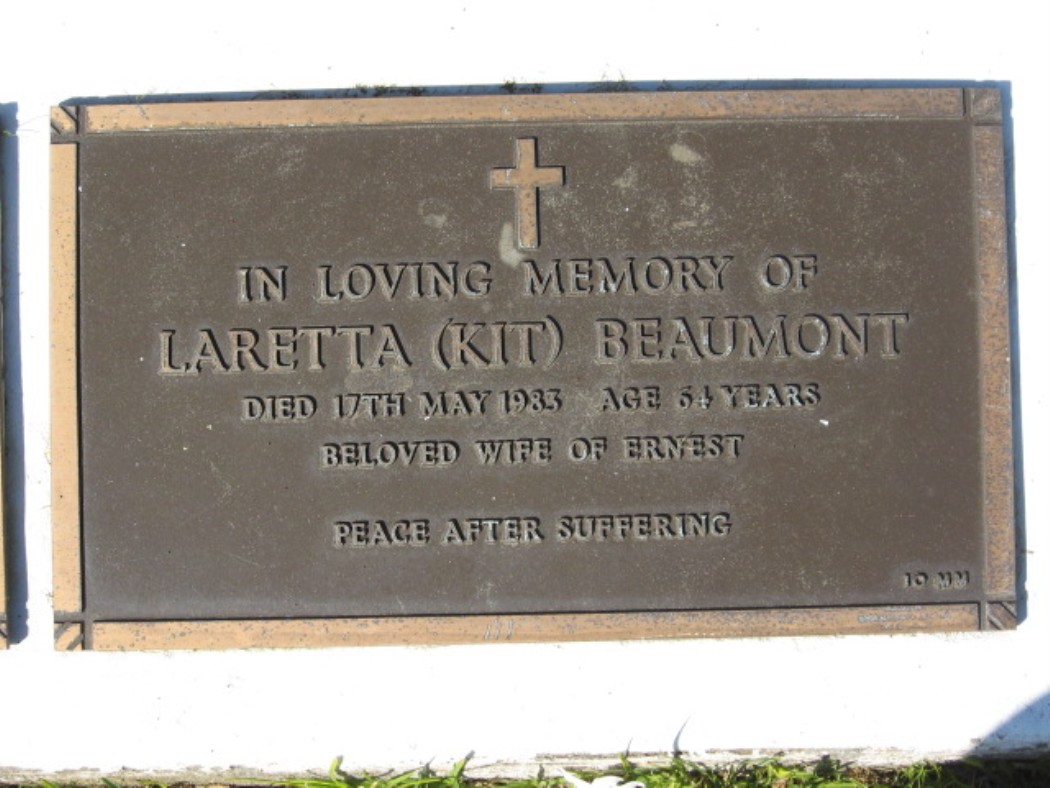 IN LOVING MEMORY OF
LARETTA (KIT) BEAUMONT
DIED 17TH MAY 1983 AGE 64 YEARS
BELOVED WIFE OF ERNEST
PEACE AFTER SUFFERING
10 MM